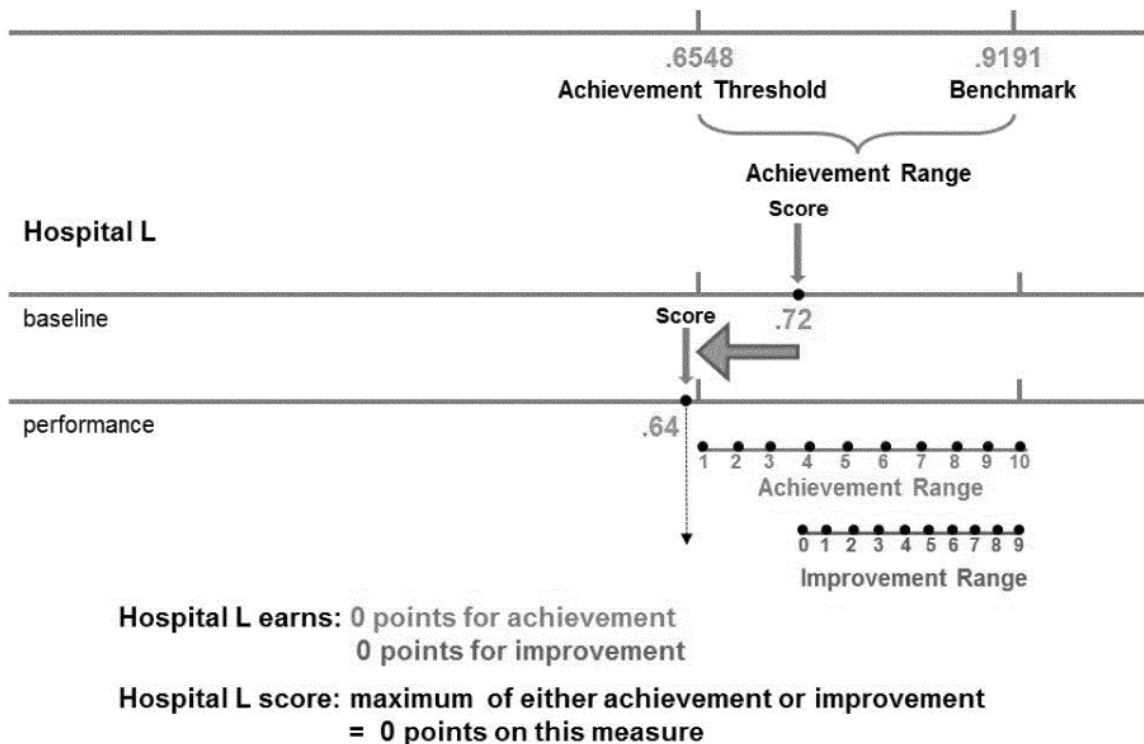 .6548 .9191
Achievement Threshold Benchmark
Achievement Range
Score
Hospital L
baseline
.72
Score
performance
.64
1 2 3 4 5 6 7 8 9 10
Achievement Range
0 1 2 3 4 5 6 7 8 9
Improvement Range
Hospital L earns: 0 points for achievement
0 points for improvement
Hospital L score: maximum of either achievement or improvement
= 0 points on this measure